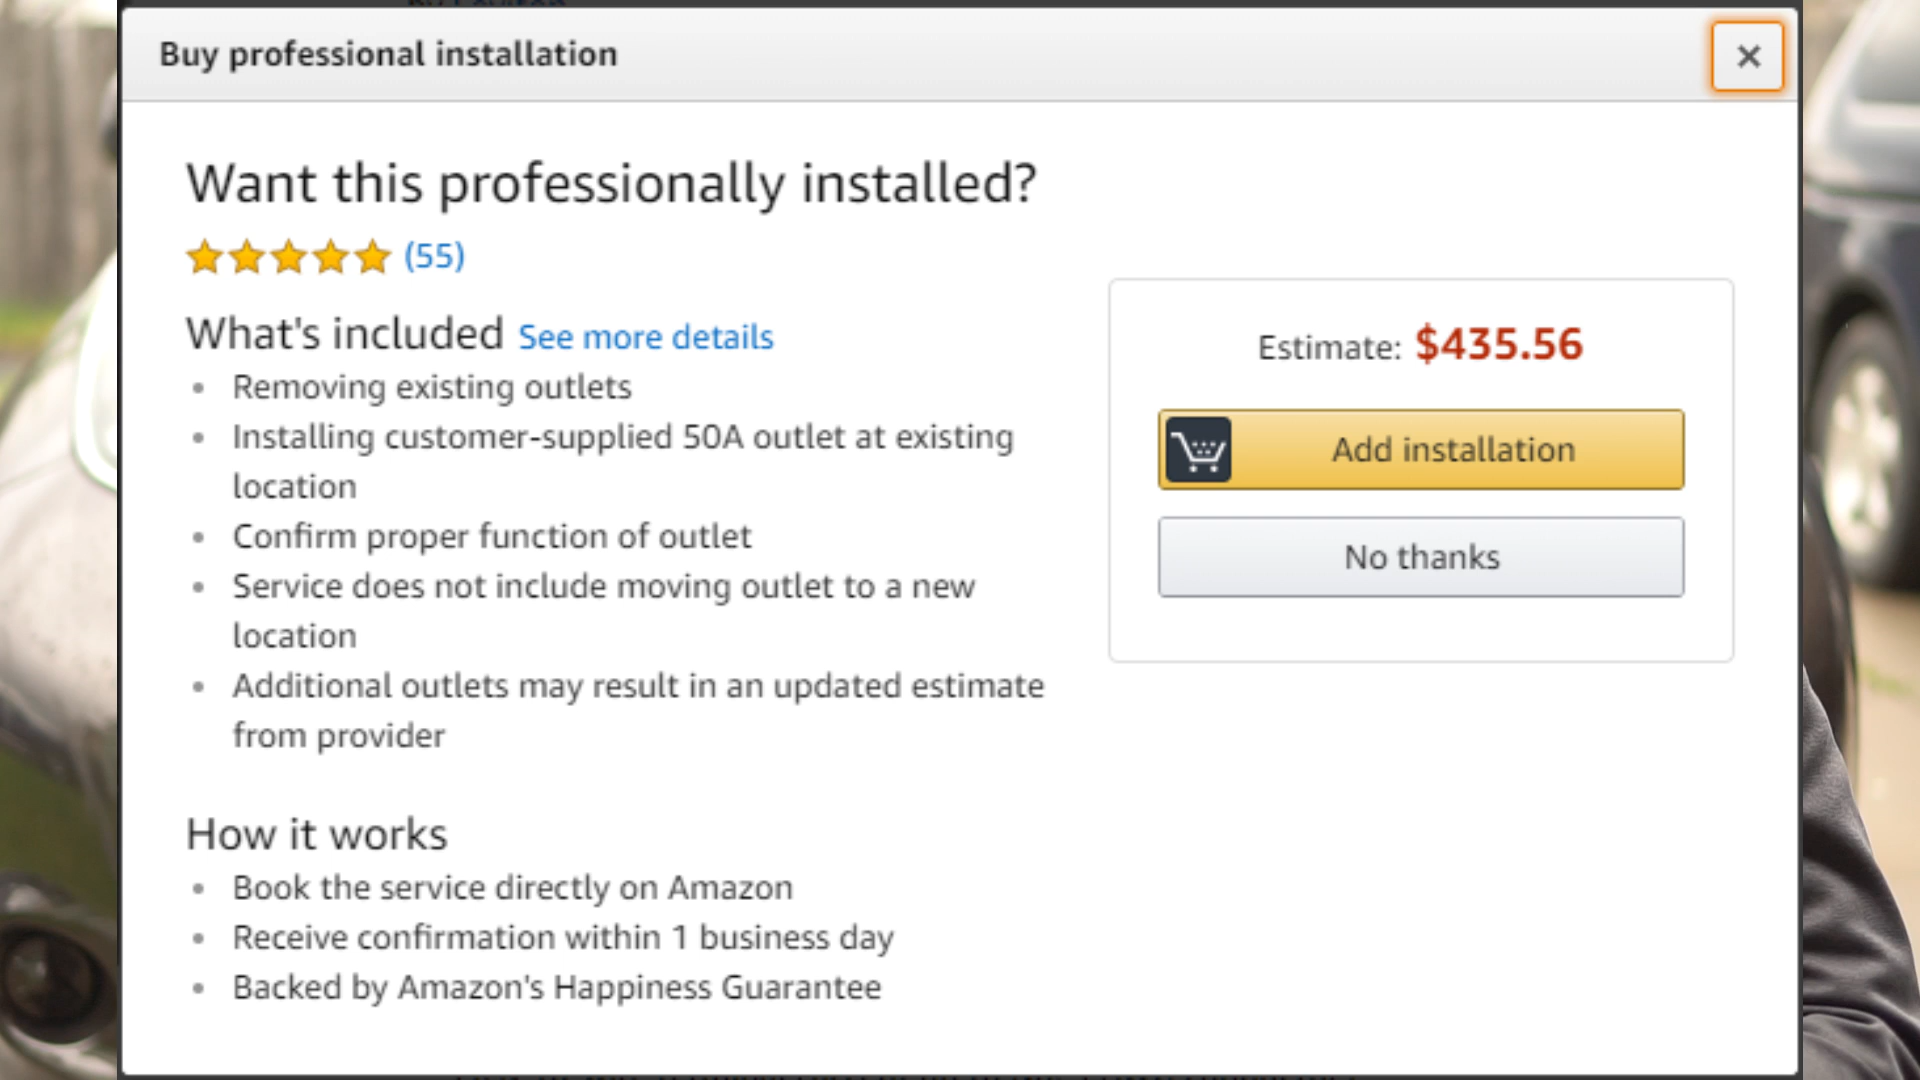 Buy professional installation
Want this professionally installed?
(55)
What's included See more details
Removing existing outlets
Installing customer-supplied 50A outlet at existing
location
Confirm proper function of outlet
Service does not include moving outlet to a new
location
Additional outlets may result in an updated estimate
from provider
How it works
Book the service directly on Amazon
Receive confirmation within 1 business day
Backed by Amazon's Happiness Guarantee
Estimate: $435.56
Add installation
No thanks